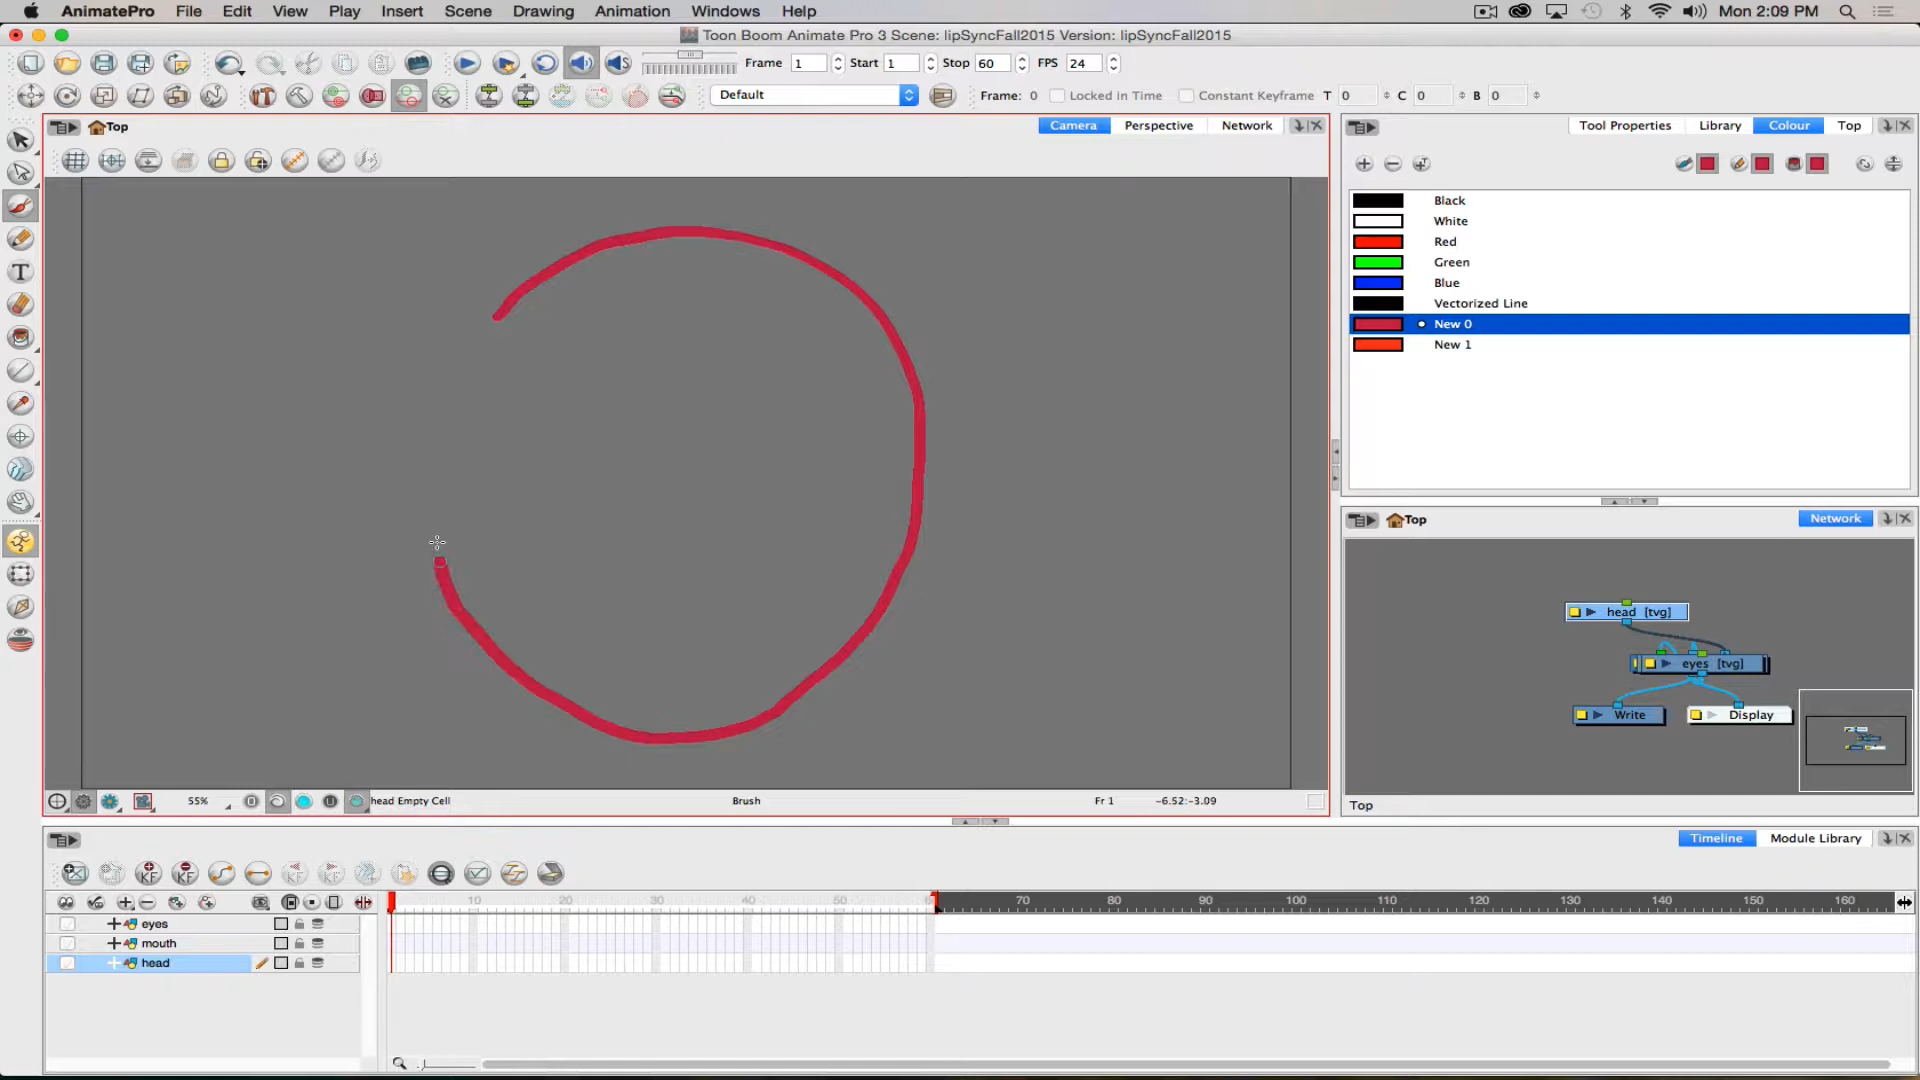 AnimatePro File Edit View Play Insert Scene Drawing Animation Windows Help Mon 2:09 PM
Toon Boom Animate Pro 3 Scene: lipSyncFall2015 Version: lipSyncFall2015
Frame 1 Start 1 Stop 60 FPS 24
Default Frame: 0 Locked in Time Constant Keyframe T 0 C 0 B 0
Top Camera Perspective Network
Tool Properties Library Colour Top
Black
White
Red
Green
Blue
Vectorized Line
New 0
New 1
T
Top Network
head [tvg]
eyes [tvg]
Write Display
Top
55% head Empty Cell Brush Fr 1 -6.52:-3.09
Timeline Module Library
KF KF
10 20 30 40 50 70 80 90 100 110 120 130 140 150 160
eyes
mouth
head